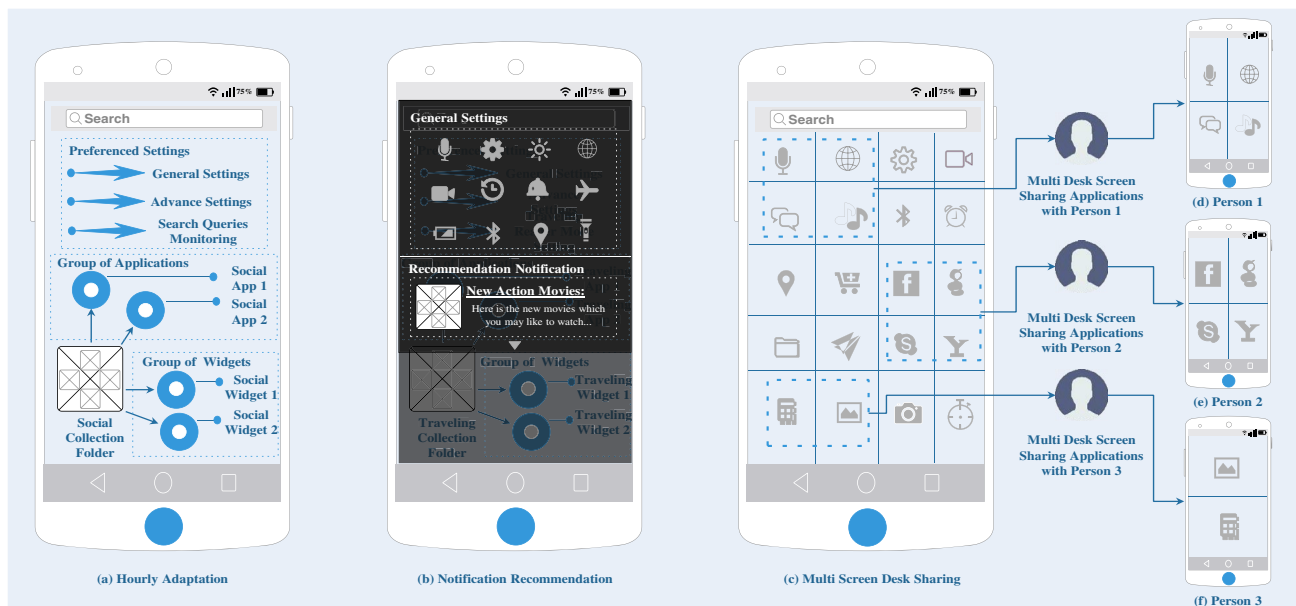 75%
Search
Preferenced Settings
General Settings
Advance Settings
Search Queries
Monitoring
Group of Applications
Social
App 1
Social
App 2
Group of Widgets
Social
Widget 1
Social
Widget 2
Social
Collection
Folder
(a) Hourly Adaptation
75%
General Settings
Recommendation Notification
New Action Movies:
Here is the new movies which
you may like to watch...
Group of Widgets
Traveling
Widget 1
Traveling
Widget 2
Traveling
Collection
Folder
(b) Notification Recommendation
75%
Search
(c) Multi Screen Desk Sharing
Multi Desk Screen
Sharing Applications
with Person 1
Multi Desk Screen
Sharing Applications
with Person 2
Multi Desk Screen
Sharing Applications
with Person 3
(d) Person 1
(e) Person 2
(f) Person 3